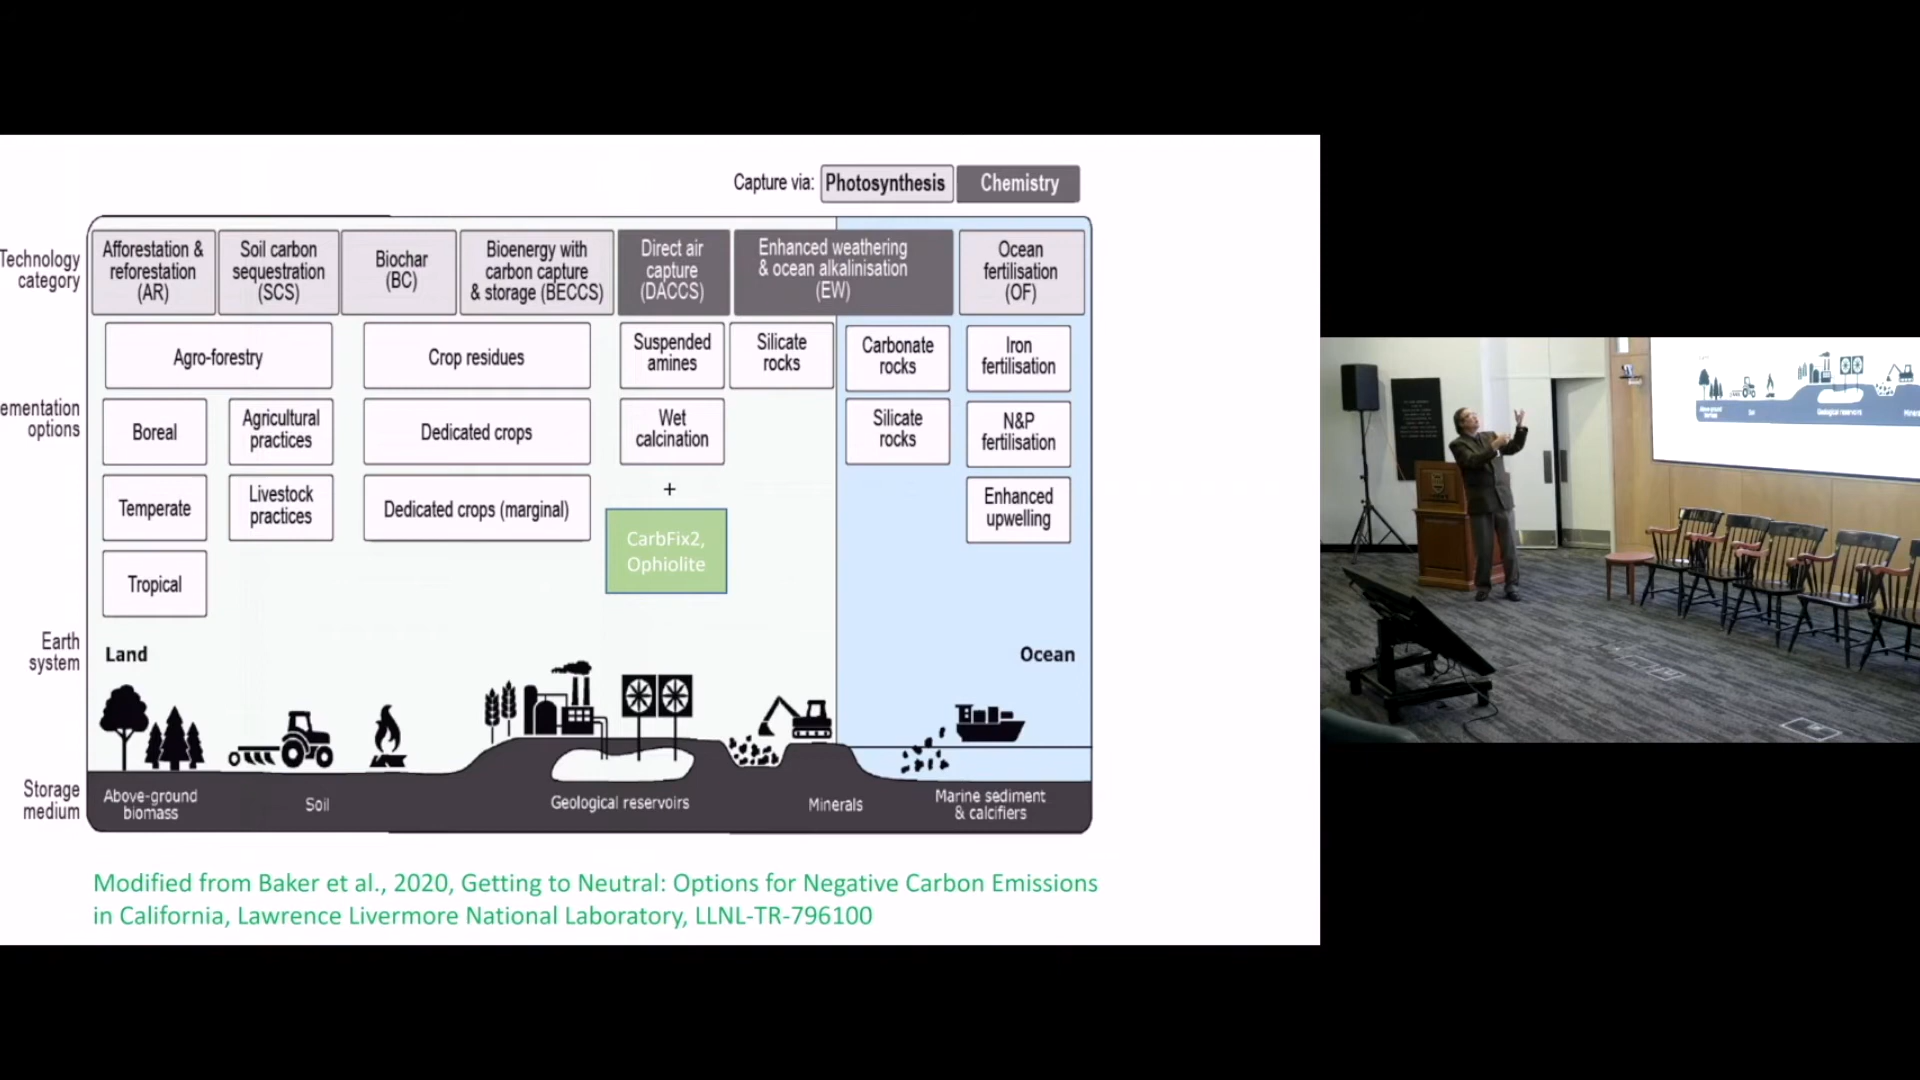 Capture via: Photosynthesis Chemistry
Technology
category
Afforestation &
reforestation
(AR)
Soil carbon
sequestration
(SCS)
Biochar
(BC)
Bioenergy with
carbon capture
& storage (BECCS)
Direct air
capture
(DACCS)
Enhanced weathering
& ocean alkalinisation
(EW)
Ocean
fertilisation
(OF)
ementation
options
Agro-forestry
Crop residues
Suspended
amines
Silicate
rocks
Carbonate
rocks
Iron
fertilisation
Boreal
Agricultural
practices
Dedicated crops
Wet
calcination
Silicate
rocks
N&P
fertilisation
Temperate
Livestock
practices
Dedicated crops (marginal)
+
CarbFix2,
Ophiolite
Enhanced
upwelling
Tropical
Earth
system
Land
Ocean
Storage
medium
Above-ground
biomass
Soil
Geological reservoirs
Minerals
Marine sediment
& calcifiers
Modified from Baker et al., 2020, Getting to Neutral: Options for Negative Carbon Emissions
in California, Lawrence Livermore National Laboratory, LLNL-TR-796100